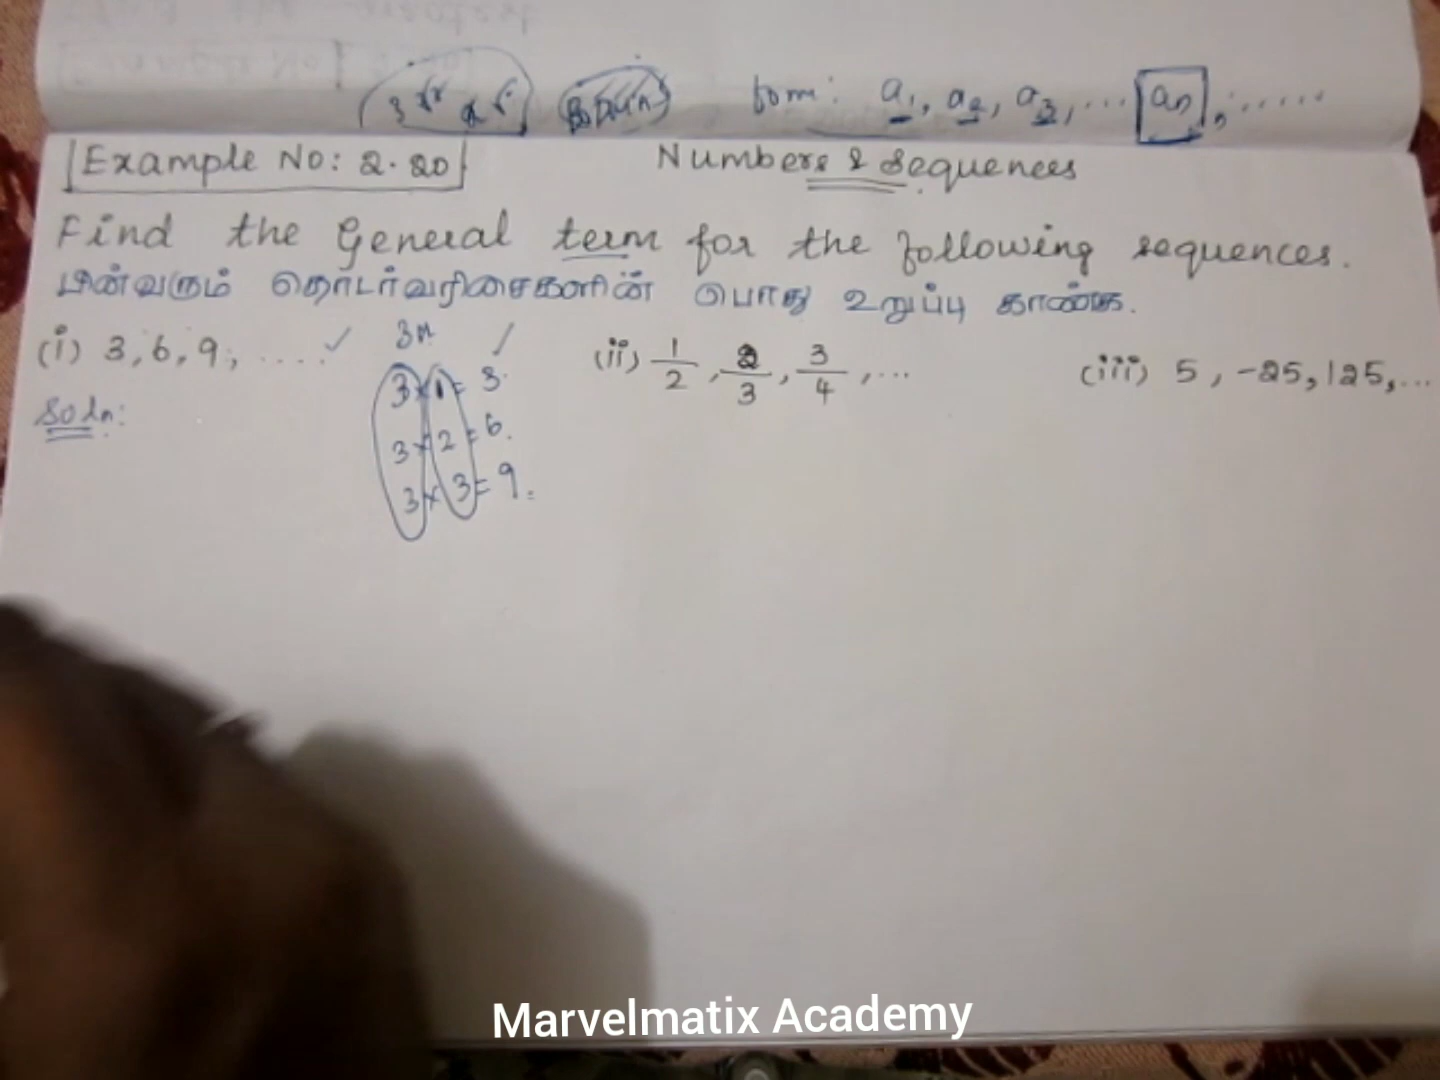 form: a₁, a₂, a₃, ... aₙ, ......
Example No: 2.20
Numbers & Sequences
Find the General term for the following sequences.
பின்வரும் தொடர்வரிசைகளின் பொது உறுப்பு காண்க.
(i) 3, 6, 9, .... ✓
3n
(ii) 1/2, 2/3, 3/4, ...
(iii) 5, -25, 125, ...
Soln:
3 × 1 = 3.
3 × 2 = 6.
3 × 3 = 9.
Marvelmatix Academy